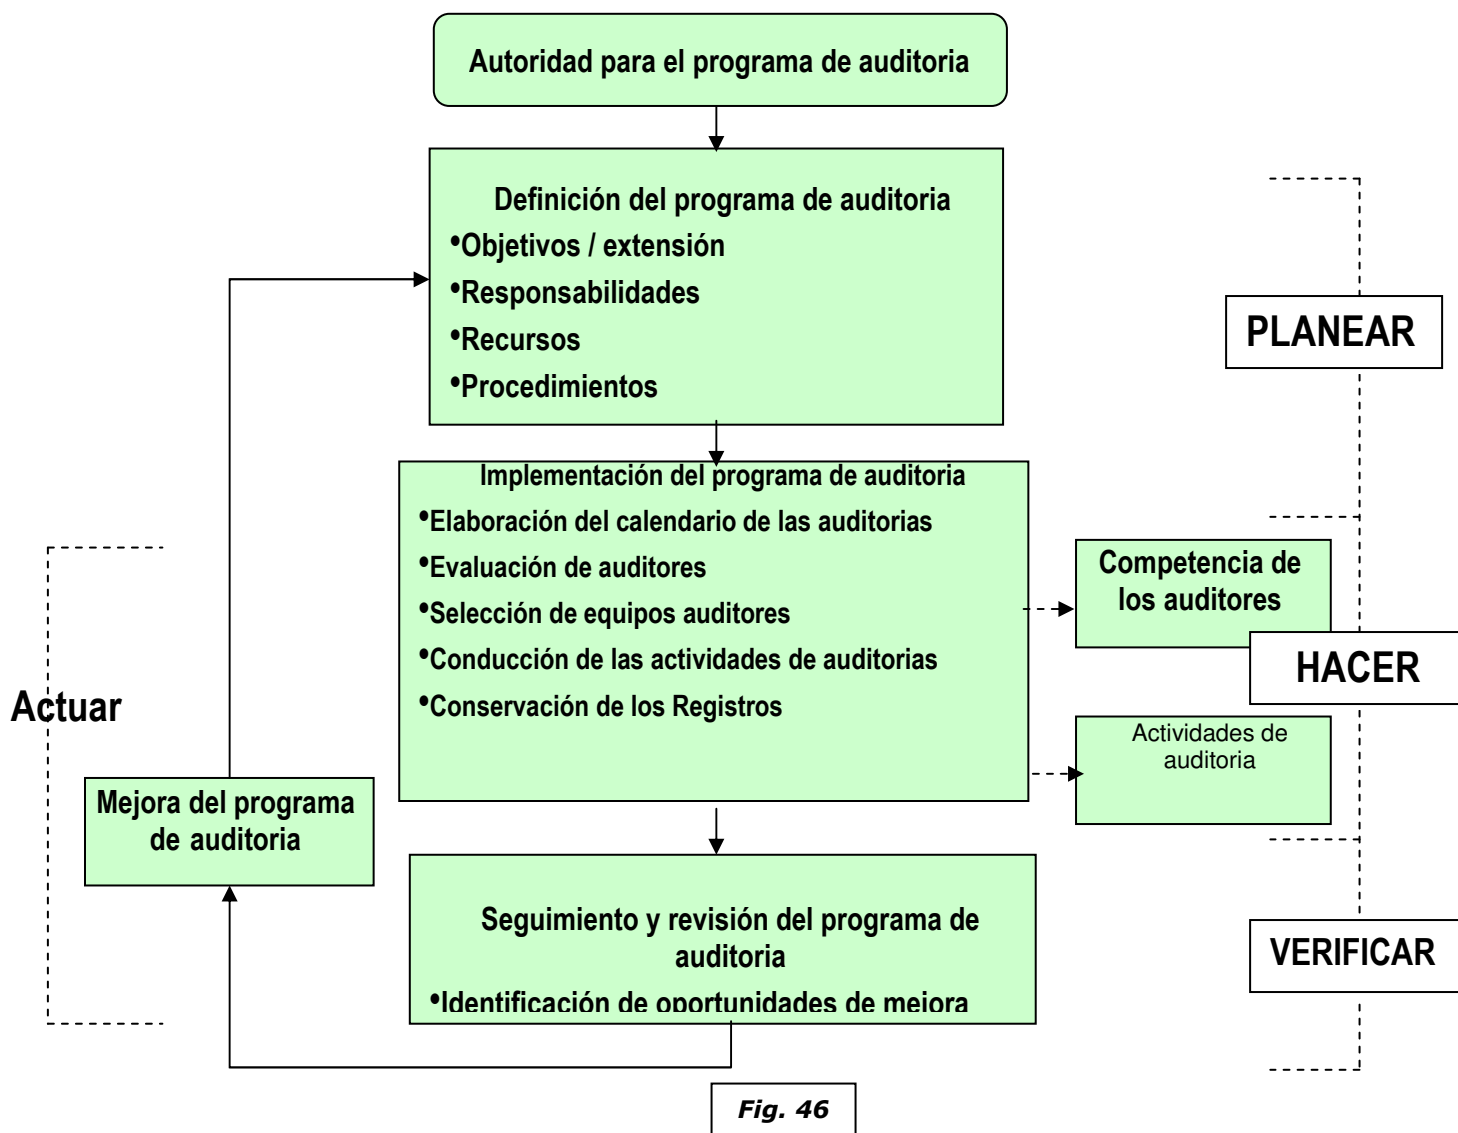 Autoridad para el programa de auditoria
Definición del programa de auditoria
•Objetivos / extensión
•Responsabilidades
•Recursos
•Procedimientos
PLANEAR
Implementación del programa de auditoria
•Elaboración del calendario de las auditorias
•Evaluación de auditores
•Selección de equipos auditores
•Conducción de las actividades de auditorias
•Conservación de los Registros
Competencia de
los auditores
HACER
Actividades de
auditoria
Actuar
Mejora del programa
de auditoria
Seguimiento y revisión del programa de
auditoria
•Identificación de oportunidades de mejora
VERIFICAR
Fig. 46